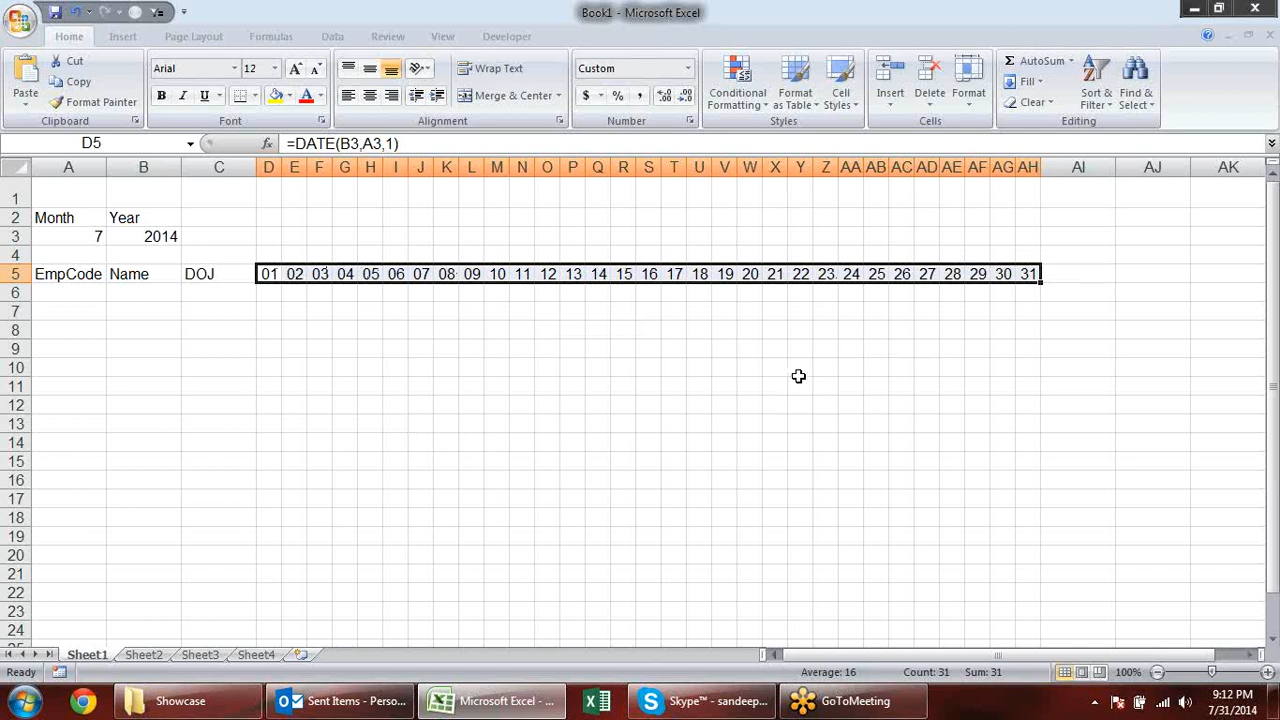 Book1 - Microsoft Excel
Home Insert Page Layout Formulas Data Review View Developer
Paste Cut Copy Format Painter Clipboard
Arial 12 Font
Wrap Text Merge & Center Alignment
Custom $ % , Number
Conditional Formatting Format as Table Cell Styles Styles
Insert Delete Format Cells
Σ AutoSum Fill Clear Sort & Filter Find & Select Editing
D5 fx =DATE(B3,A3,1)
A B C D E F G H I J K L M N O P Q R S T U V W X Y Z AA AB AC AD AE AF AG AH AI AJ AK
1
2 Month Year
3 7 2014
4
5 EmpCode Name DOJ 01 02 03 04 05 06 07 08 09 10 11 12 13 14 15 16 17 18 19 20 21 22 23 24 25 26 27 28 29 30 31
6
7
8
9
10
11
12
13
14
15
16
17
18
19
20
21
22
23
24
Sheet1 Sheet2 Sheet3 Sheet4
Ready Average: 16 Count: 31 Sum: 31 100%
Showcase Sent Items - Perso... Microsoft Excel - ... Skype™ - sandeep... GoToMeeting 9:12 PM
7/31/2014